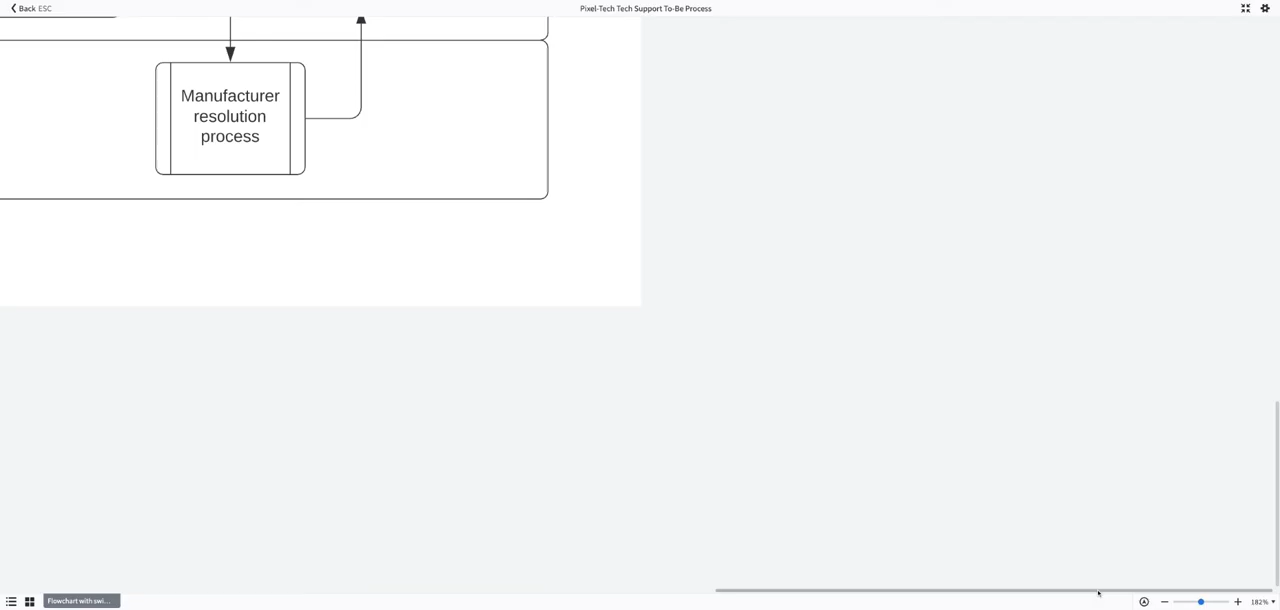 Back ESC
Pixel-Tech Tech Support To-Be Process
Manufacturer
resolution
process
Flowchart with swi...
182%